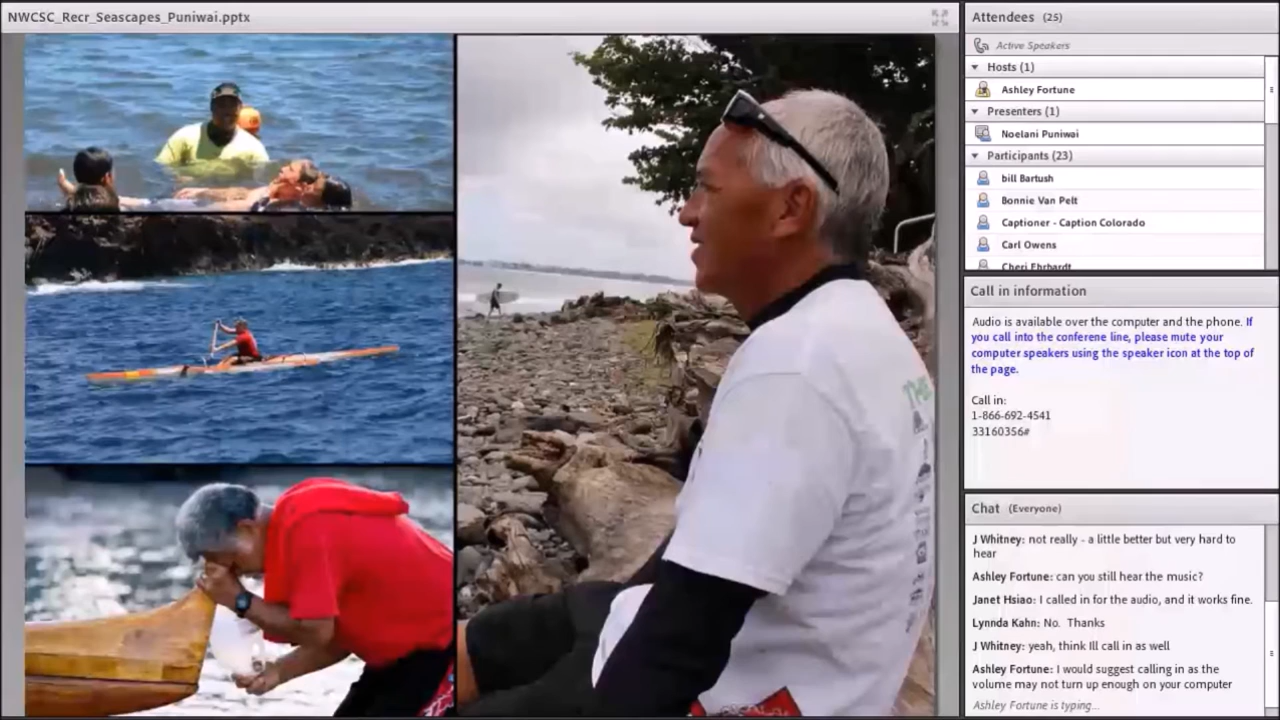 NWCSC_Recr_Seascapes_Puniwai.pptx
THE
Attendees (25)
Active Speakers
Hosts (1)
Ashley Fortune
Presenters (1)
Noelani Puniwai
Participants (23)
bill Bartush
Bonnie Van Pelt
Captioner - Caption Colorado
Carl Owens
Cheri Ehrhardt
Call in information
Audio is available over the computer and the phone. If
you call into the conferene line, please mute your
computer speakers using the speaker icon at the top of
the page.
Call in:
1-866-692-4541
33160356#
Chat (Everyone)
J Whitney: not really - a little better but very hard to
hear
Ashley Fortune: can you still hear the music?
Janet Hsiao: I called in for the audio, and it works fine.
Lynnda Kahn: No. Thanks
J Whitney: yeah, think Ill call in as well
Ashley Fortune: I would suggest calling in as the
volume may not turn up enough on your computer
Ashley Fortune is typing...